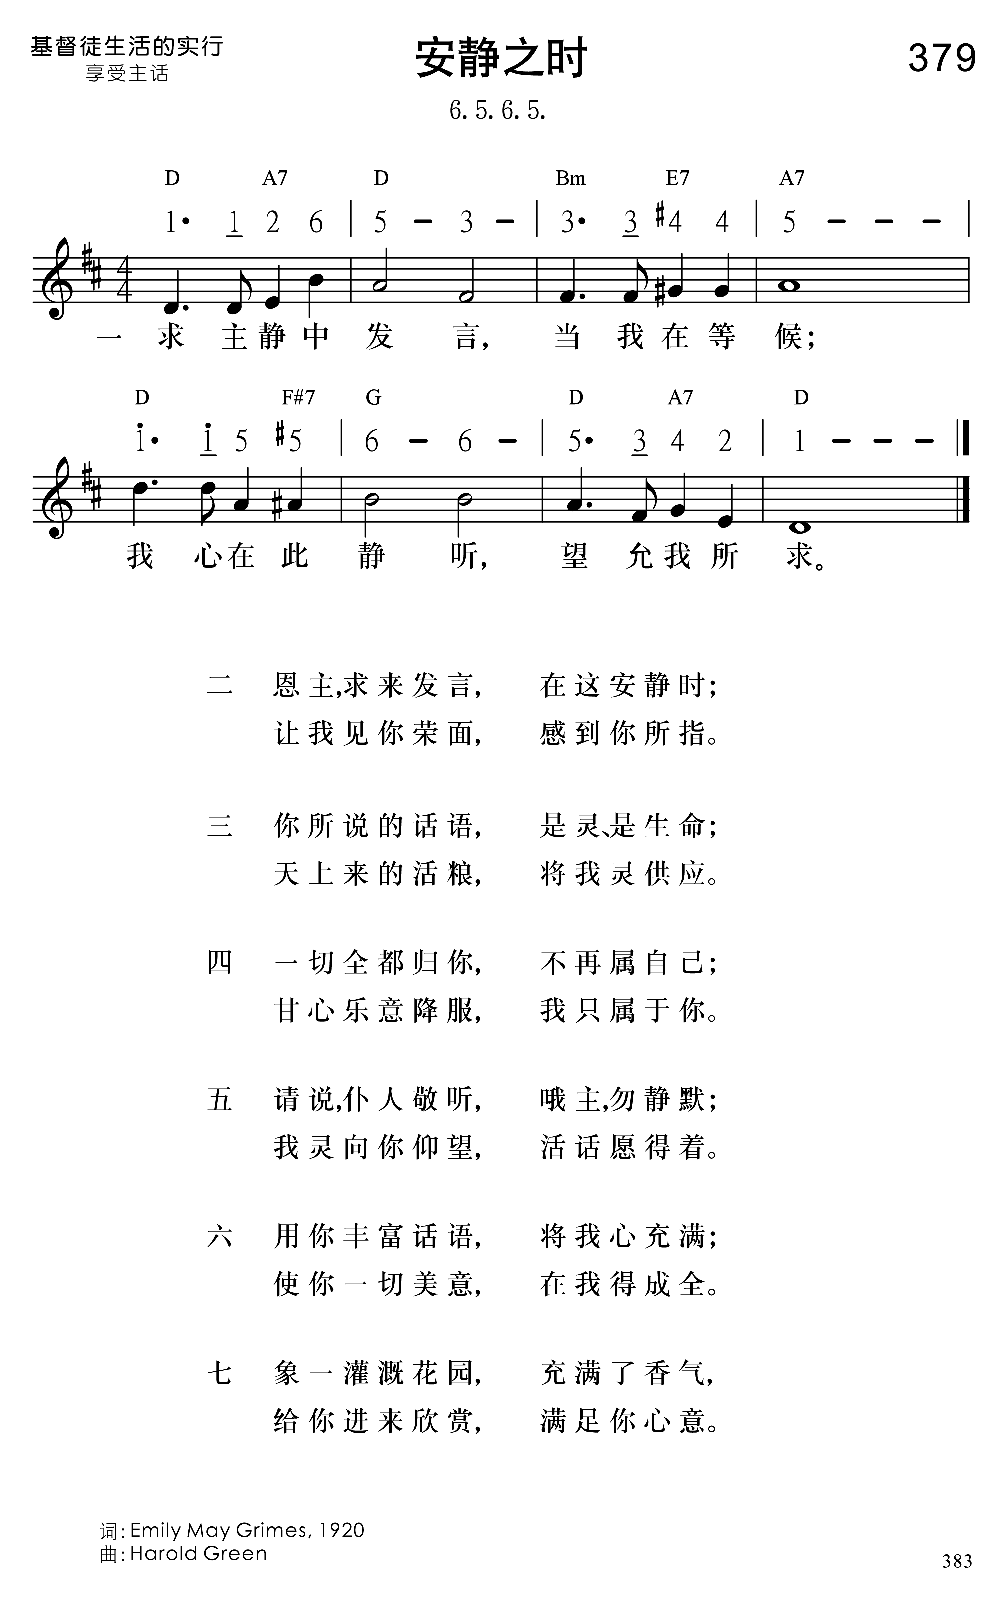 基督徒生活的实行
享受主话
安静之时
379
6. 5. 6. 5.
D A7 D Bm E7 A7
1• 1 2 6 | 5 – 3 – | 3• 3 #4 4 | 5 – – – |
4
4
一 求 主 静 中 发 言, 当 我 在 等 候;
D F#7 G D A7 D
1̇• 1̇ 5 #5 | 6 – 6 – | 5• 3 4 2 | 1 – – – ‖
我 心 在 此 静 听, 望 允 我 所 求。
二 恩主,求来发言, 在这安静时;
让我见你荣面, 感到你所指。
三 你所说的话语, 是灵、是生命;
天上来的活粮, 将我灵供应。
四 一切全都归你, 不再属自己;
甘心乐意降服, 我只属于你。
五 请说,仆人敬听, 哦主,勿静默;
我灵向你仰望, 活话愿得着。
六 用你丰富话语, 将我心充满;
使你一切美意, 在我得成全。
七 象一灌溉花园, 充满了香气,
给你进来欣赏, 满足你心意。
词: Emily May Grimes, 1920
曲: Harold Green
383